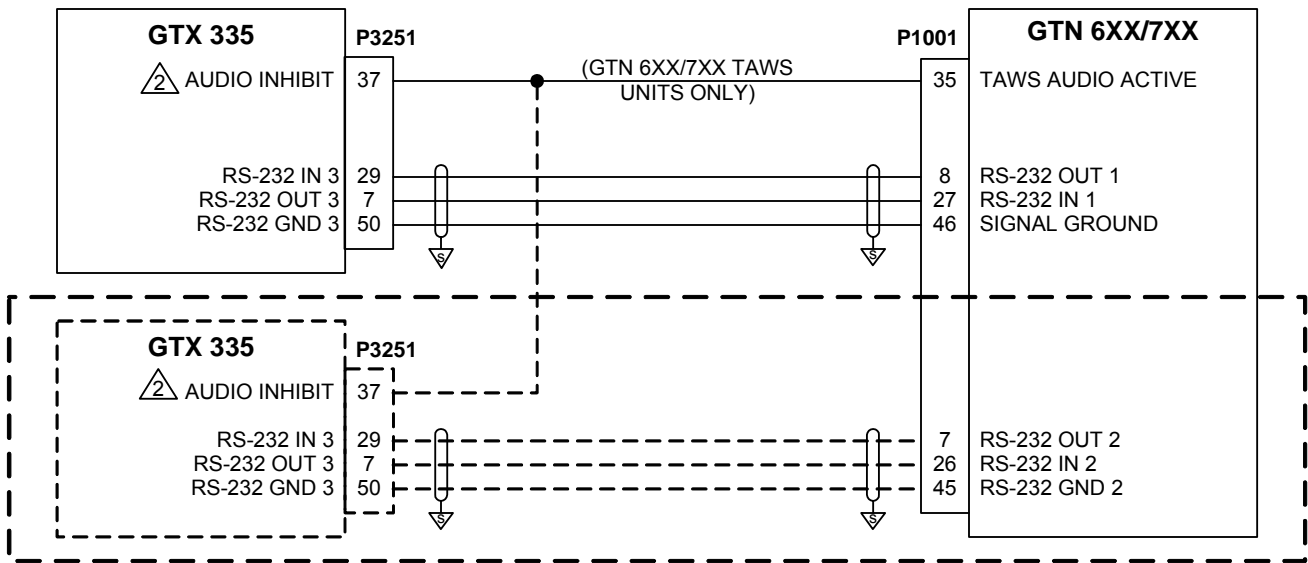 GTX 335
P3251
P1001
GTN 6XX/7XX
2 AUDIO INHIBIT 37
(GTN 6XX/7XX TAWS
UNITS ONLY)
35 TAWS AUDIO ACTIVE
RS-232 IN 3 29
8 RS-232 OUT 1
RS-232 OUT 3 7
27 RS-232 IN 1
RS-232 GND 3 50
46 SIGNAL GROUND
S
S
GTX 335
P3251
2 AUDIO INHIBIT 37
RS-232 IN 3 29
7 RS-232 OUT 2
RS-232 OUT 3 7
26 RS-232 IN 2
RS-232 GND 3 50
45 RS-232 GND 2
S
S